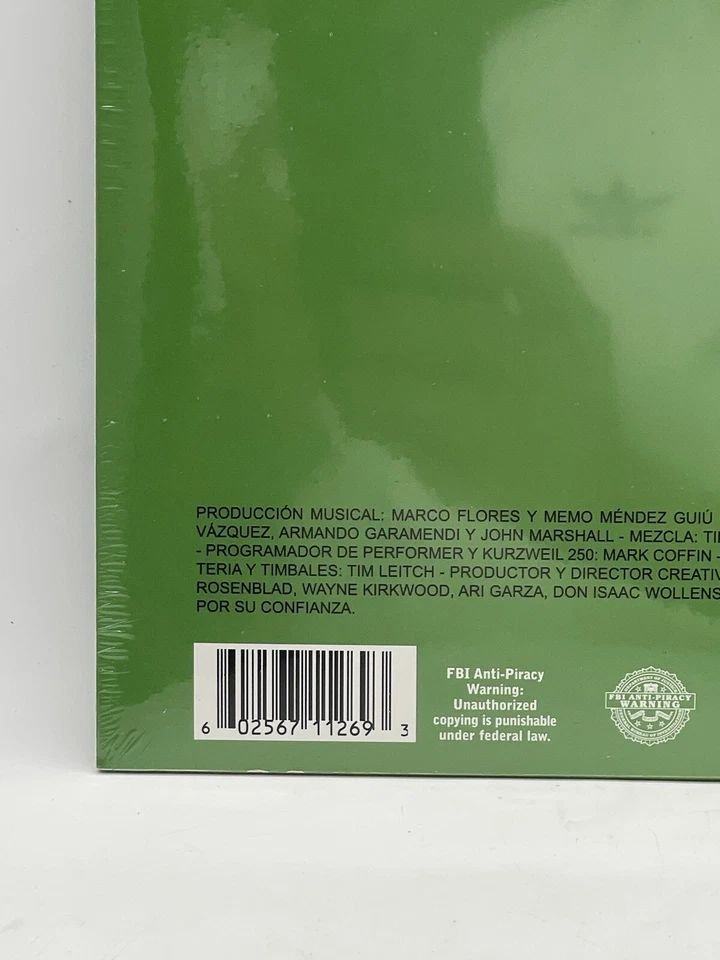 PRODUCCIÓN MUSICAL: MARCO FLORES Y MEMO MÉNDEZ GUIÚ
VÁZQUEZ, ARMANDO GARAMENDI Y JOHN MARSHALL - MEZCLA: TI
- PROGRAMADOR DE PERFORMER Y KURZWEIL 250: MARK COFFIN -
TERIA Y TIMBALES: TIM LEITCH - PRODUCTOR Y DIRECTOR CREATIV
ROSENBLAD, WAYNE KIRKWOOD, ARI GARZA, DON ISAAC WOLLENS
POR SU CONFIANZA.
6 02567 11269 3
FBI Anti-Piracy
Warning:
Unauthorized
copying is punishable
under federal law.
FBI ANTI-PIRACY
WARNING